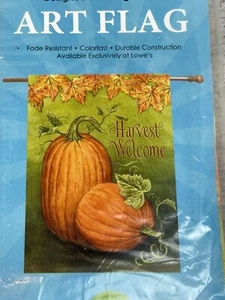 ART FLAG
Fade Resistant • Colorfast • Durable Construction
Available Exclusively at Lowe's
Harvest
Welcome